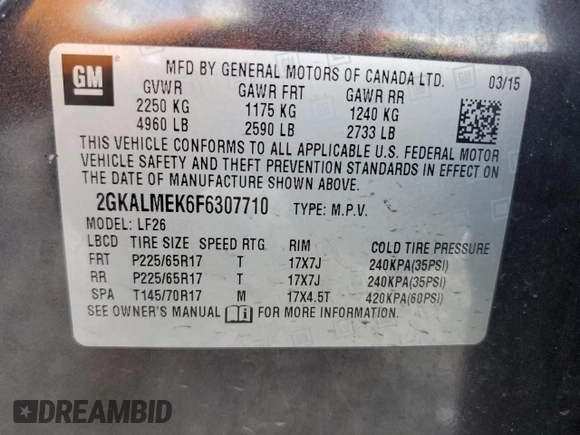 GM
MFD BY GENERAL MOTORS OF CANADA LTD. 03/15
GVWR GAWR FRT GAWR RR
2250 KG 1175 KG 1240 KG
4960 LB 2590 LB 2733 LB
THIS VEHICLE CONFORMS TO ALL APPLICABLE U.S. FEDERAL MOTOR
VEHICLE SAFETY AND THEFT PREVENTION STANDARDS IN EFFECT ON
DATE OF MANUFACTURE SHOWN ABOVE.
2GKALMEK6F6307710 TYPE: M.P.V.
MODEL: LF26
LBCD TIRE SIZE SPEED RTG RIM COLD TIRE PRESSURE
FRT P225/65R17 T 17X7J 240KPA(35PSI)
RR P225/65R17 T 17X7J 240KPA(35PSI)
SPA T145/70R17 M 17X4.5T 420KPA(60PSI)
SEE OWNER'S MANUAL FOR MORE INFORMATION.
DREAMBID